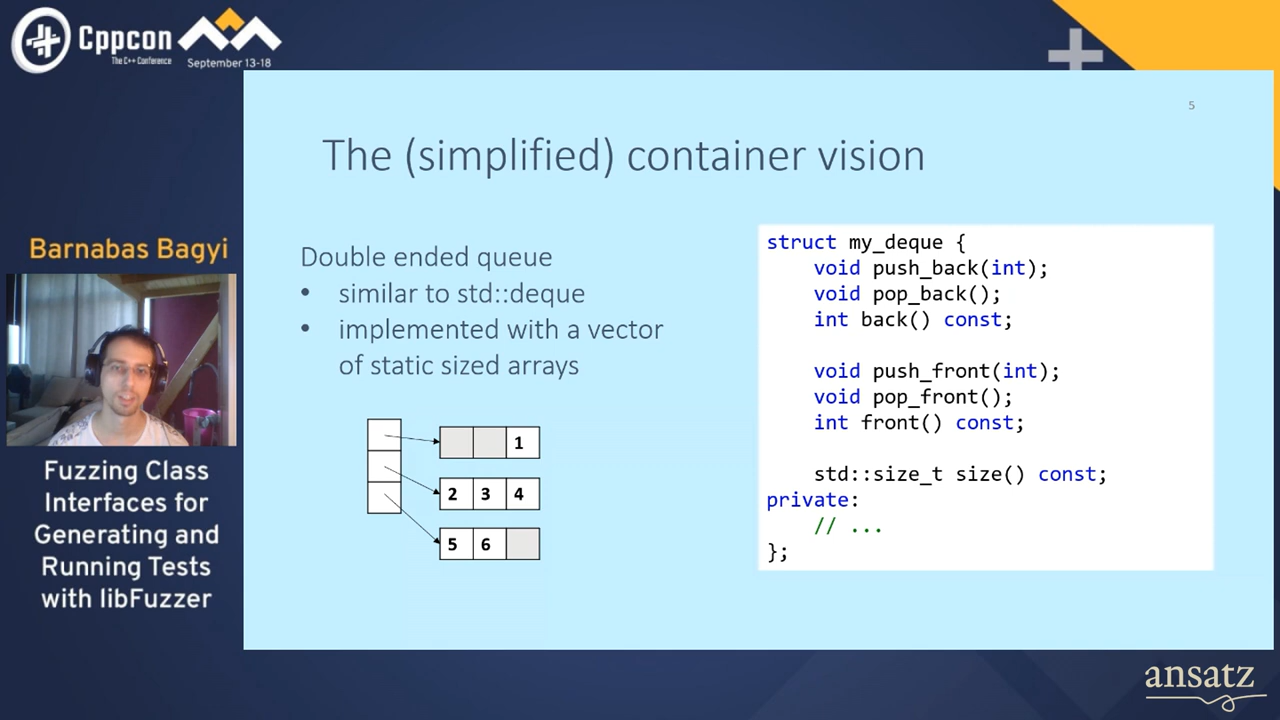 Cppcon
The C++ Conference
September 13-18
5
The (simplified) container vision
Barnabas Bagyi
Fuzzing Class
Interfaces for
Generating and
Running Tests
with libFuzzer
Double ended queue
• similar to std::deque
• implemented with a vector
of static sized arrays
1
2 3 4
5 6
struct my_deque {
    void push_back(int);
    void pop_back();
    int back() const;
    void push_front(int);
    void pop_front();
    int front() const;
    std::size_t size() const;
private:
    // ...
};
ansatz